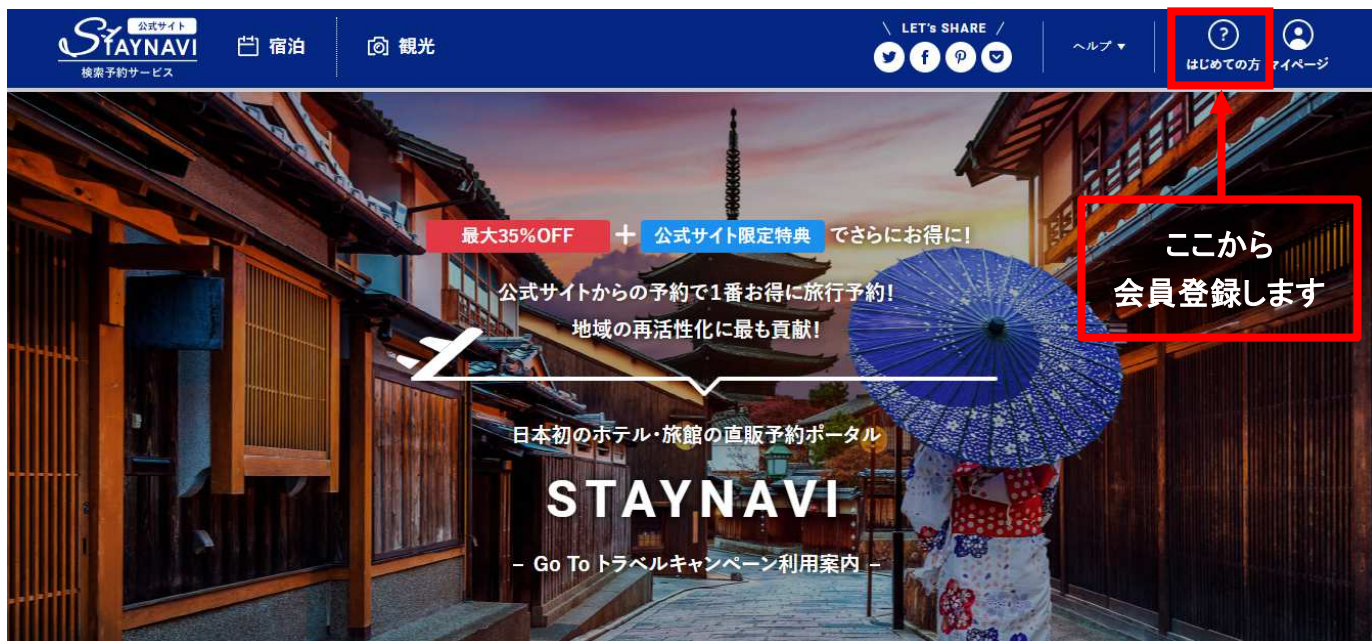 公式サイト
STAYNAVI
検索予約サービス
宿泊
観光
\ LET's SHARE /
ヘルプ ▼
?
はじめての方
マイページ
最大35%OFF + 公式サイト限定特典 でさらにお得に!
公式サイトからの予約で1番お得に旅行予約!
地域の再活性化に最も貢献!
ここから
会員登録します
日本初のホテル・旅館の直販予約ポータル
STAYNAVI
– Go To トラベルキャンペーン利用案内 –